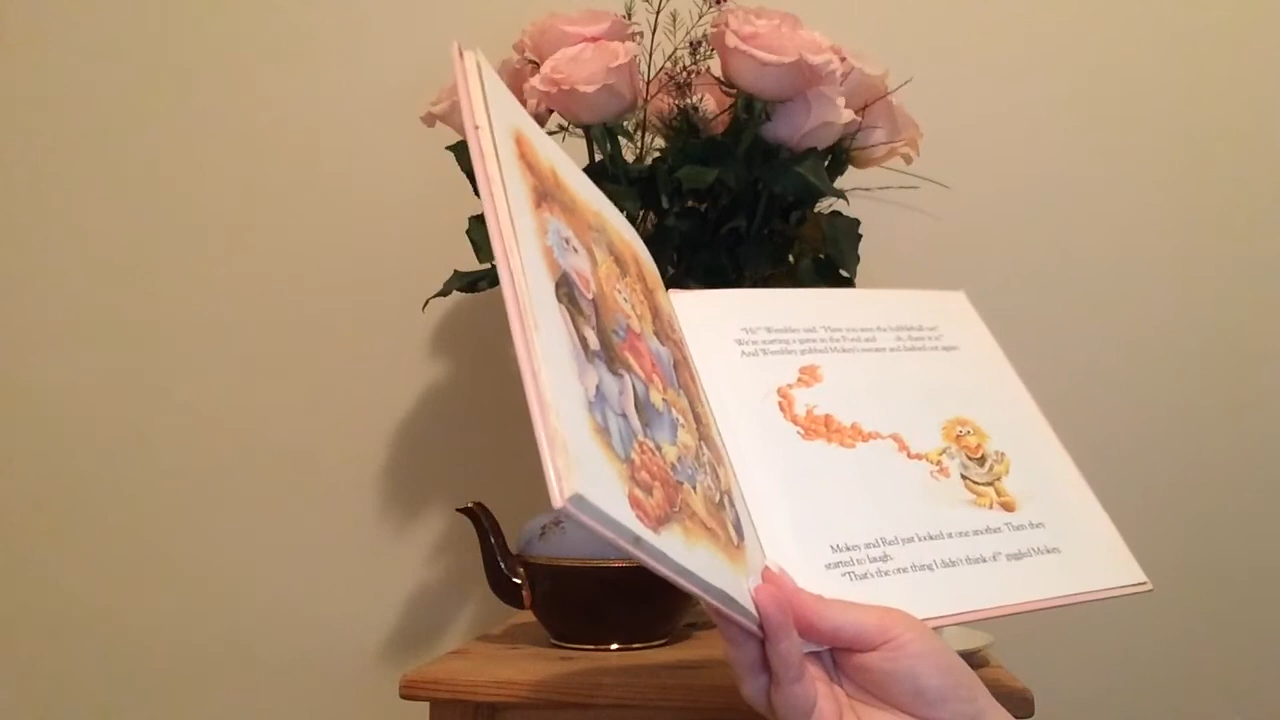 "Hi!" Wembley said. "Have you seen the babbleball net?
We're starting a game in the Pond and . . . oh, there it is!"
And Wembley grabbed Mokey's sweater and dashed out again.
Mokey and Red just looked at one another. Then they
started to laugh.
"That's the one thing I didn't think of!" giggled Mokey.